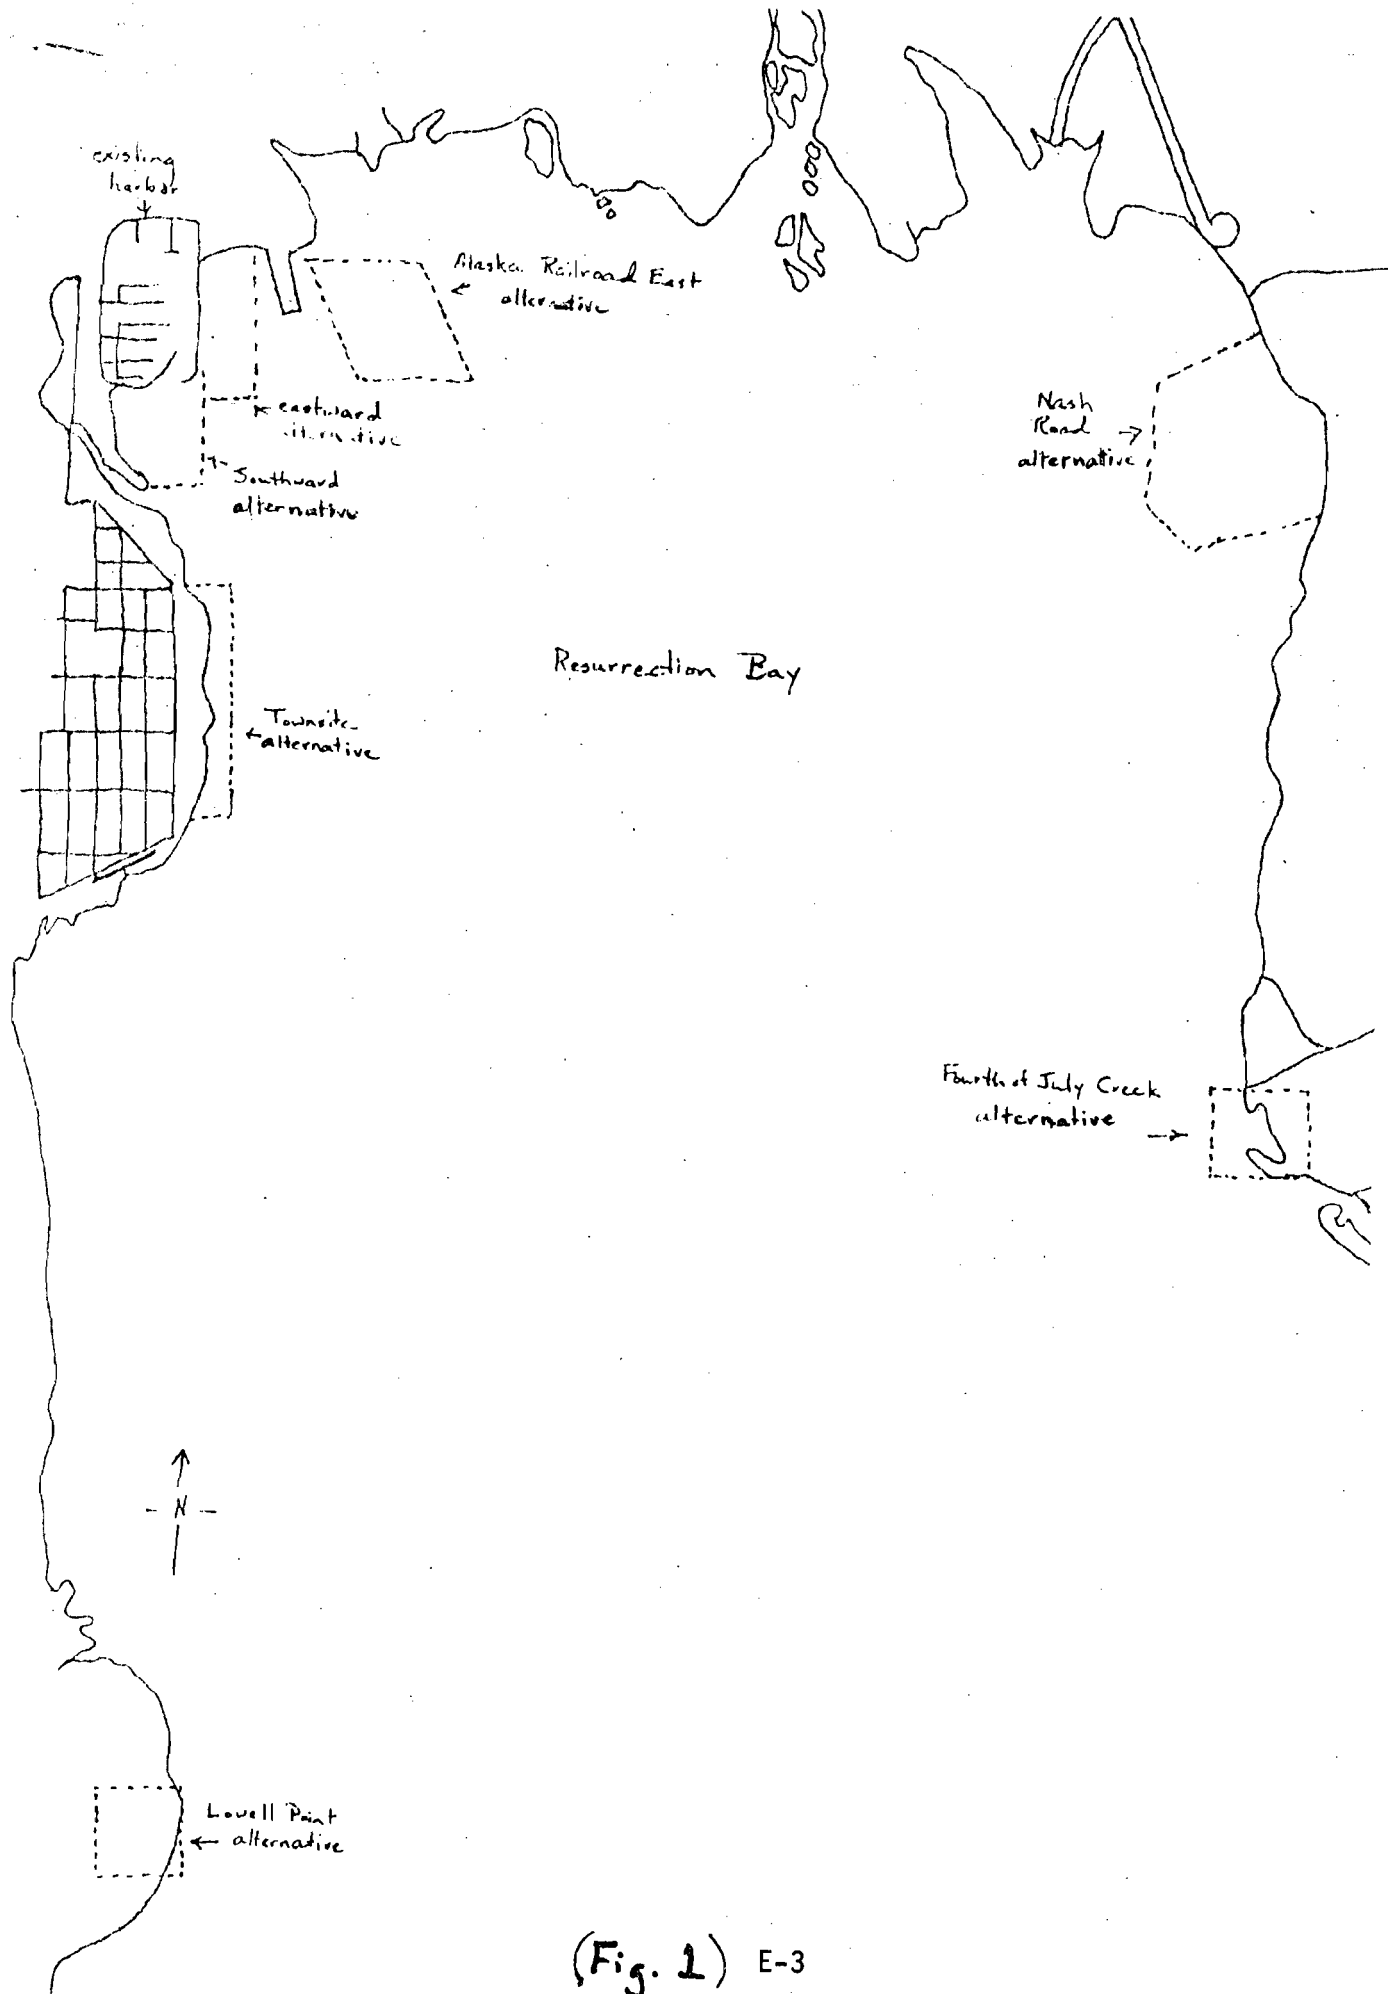 existing
harbor
Alaska Railroad East
alternative
eastward
Southward
alternative
Nash
Road
alternative
Resurrection Bay
Townsite
alternative
Fourth of July Creek
alternative
N
Lowell Point
alternative
(Fig. 1) E-3